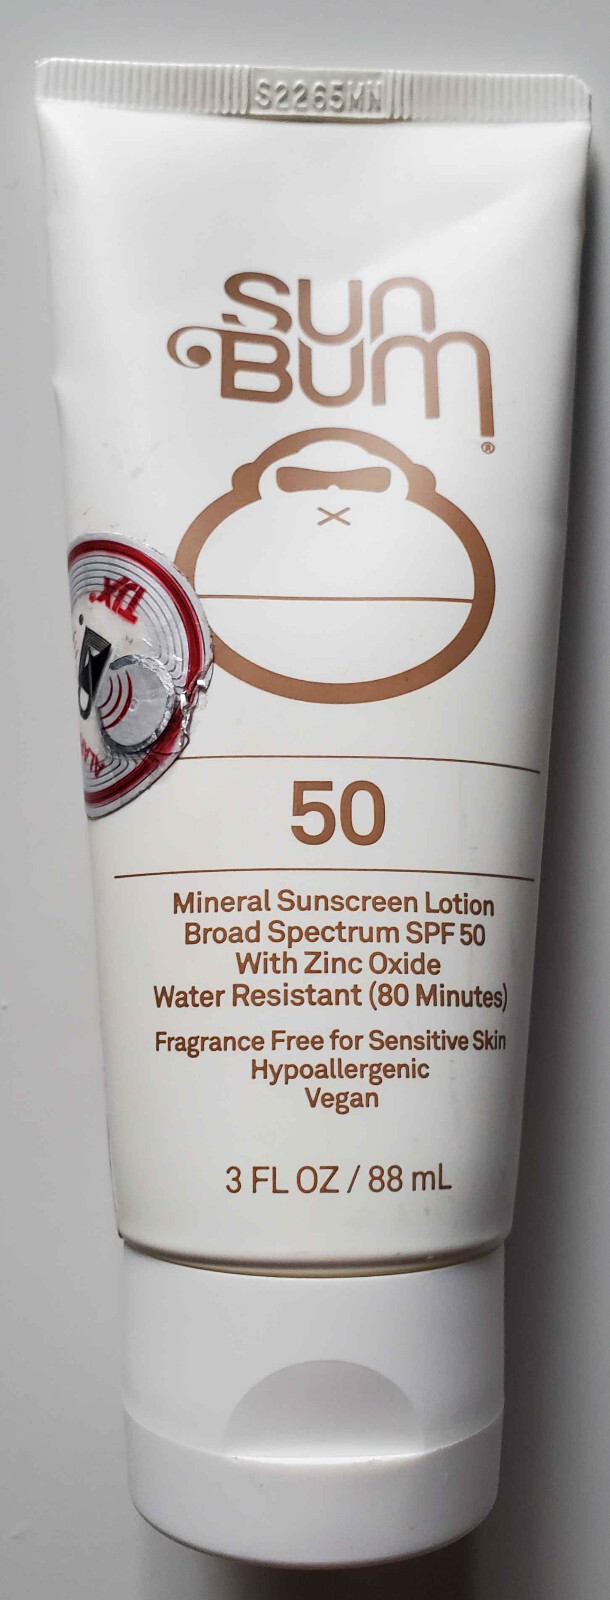 S2265MN
Sun
Bum
®
50
Mineral Sunscreen Lotion
Broad Spectrum SPF 50
With Zinc Oxide
Water Resistant (80 Minutes)
Fragrance Free for Sensitive Skin
Hypoallergenic
Vegan
3 FL OZ / 88 mL